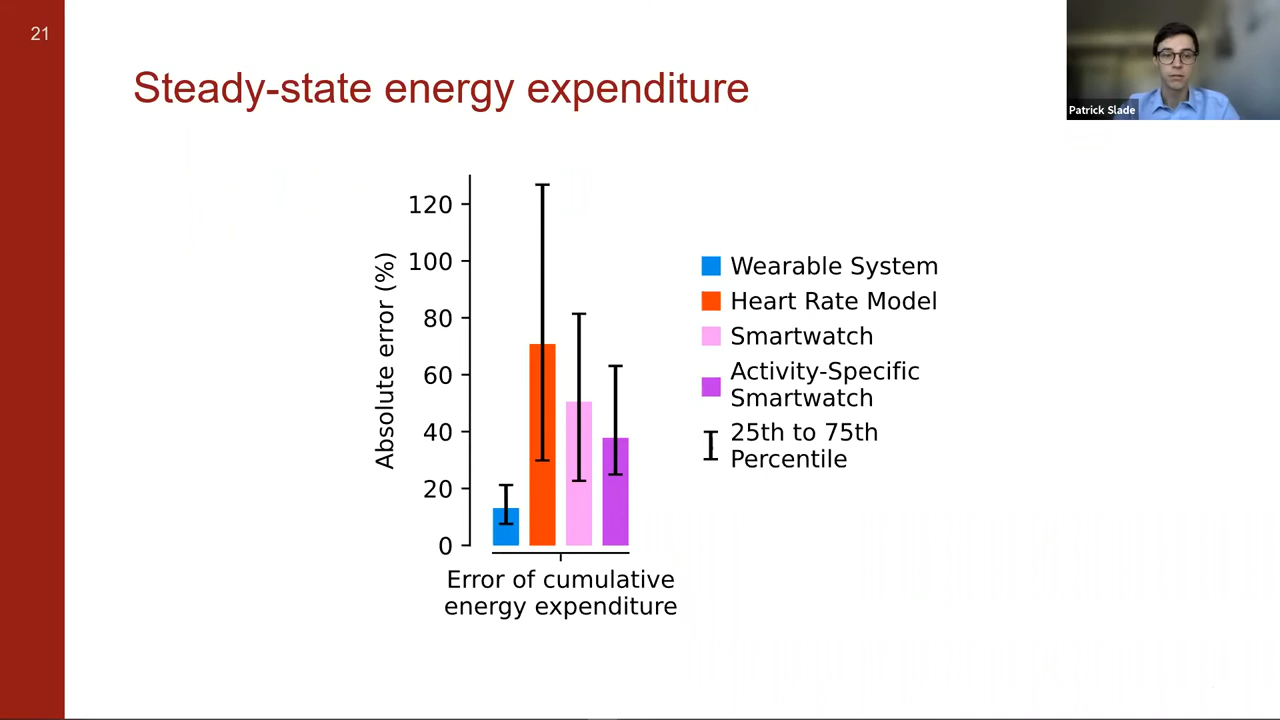 21
Steady-state energy expenditure
Patrick Slade
120
100
80
60
40
20
0
Absolute error (%)
Error of cumulative
energy expenditure
Wearable System
Heart Rate Model
Smartwatch
Activity-Specific
Smartwatch
25th to 75th
Percentile